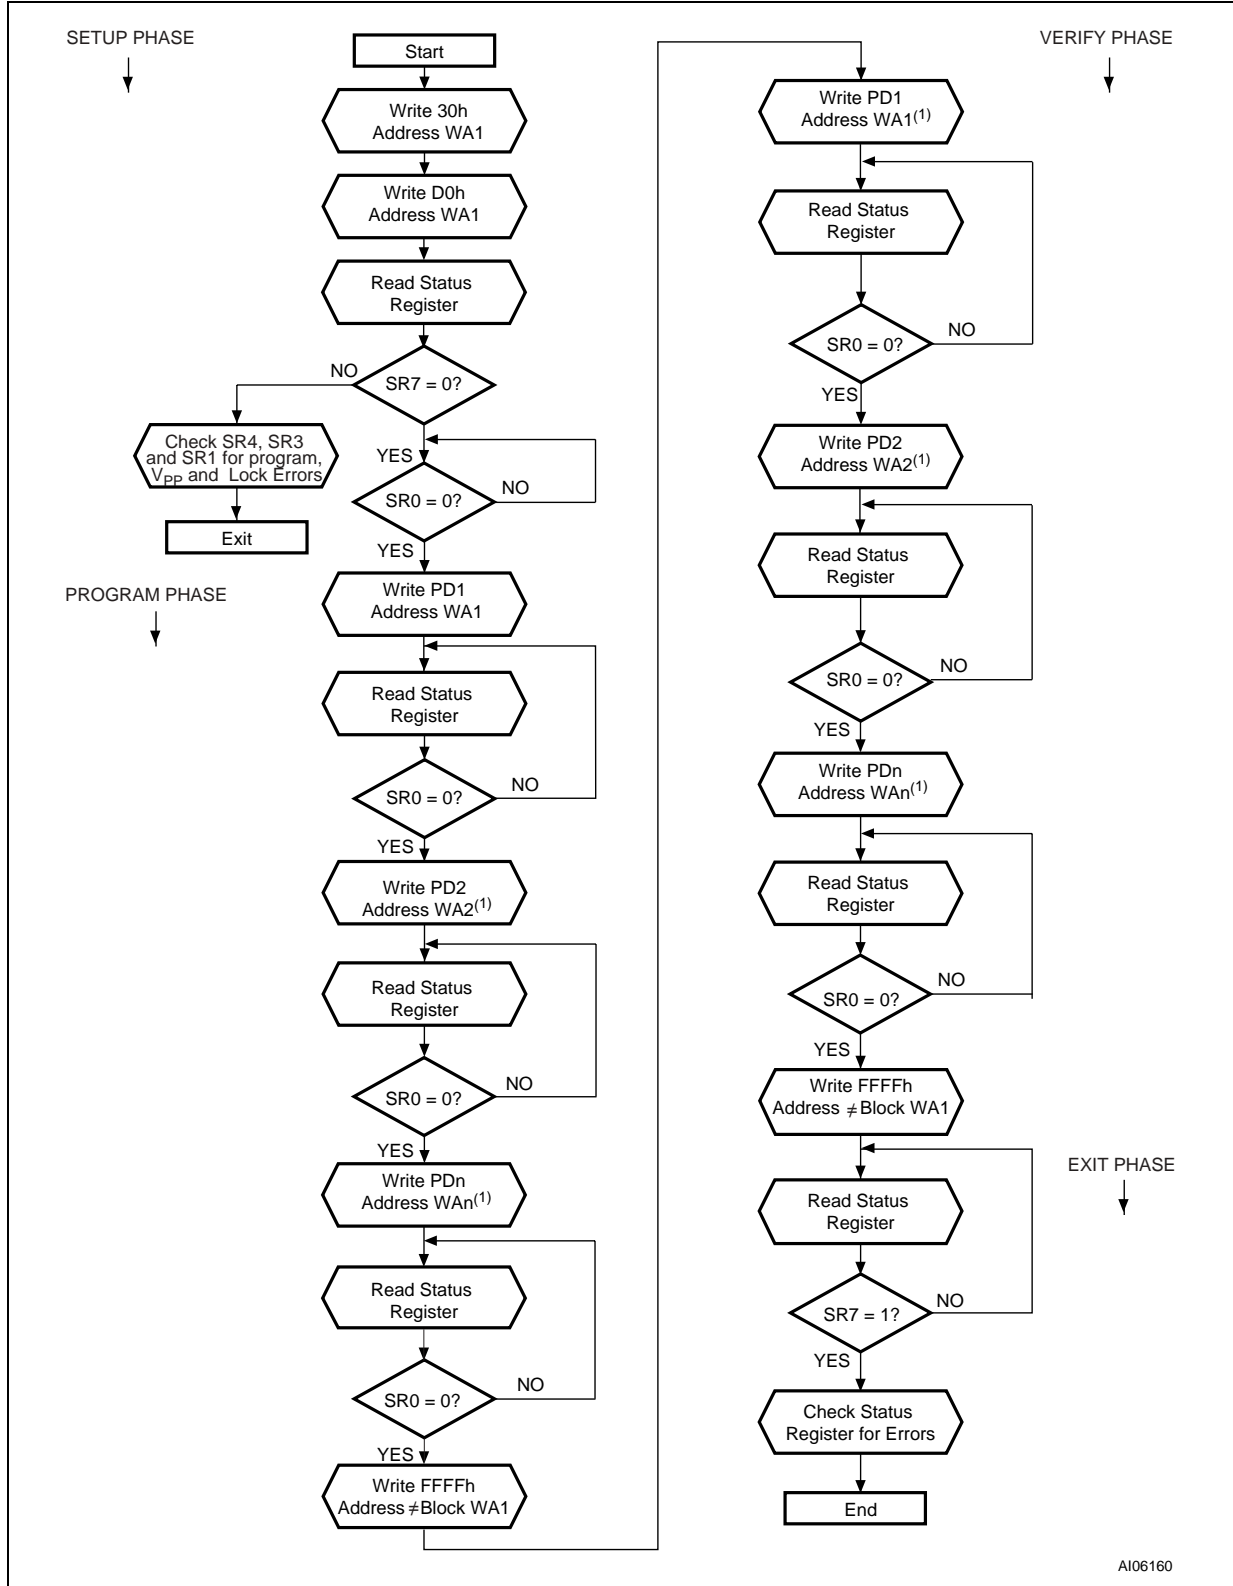 SETUP PHASE
Start
Write 30h
Address WA1
Write D0h
Address WA1
Read Status
Register
SR7 = 0?
NO
Check SR4, SR3
and SR1 for program,
VPP and Lock Errors
Exit
YES
SR0 = 0?
NO
YES
PROGRAM PHASE
Write PD1
Address WA1
Read Status
Register
SR0 = 0?
NO
YES
Write PD2
Address WA2(1)
Read Status
Register
SR0 = 0?
NO
YES
Write PDn
Address WAn(1)
Read Status
Register
SR0 = 0?
NO
YES
Write FFFFh
Address ≠ Block WA1
VERIFY PHASE
Write PD1
Address WA1(1)
Read Status
Register
SR0 = 0?
NO
YES
Write PD2
Address WA2(1)
Read Status
Register
SR0 = 0?
NO
YES
Write PDn
Address WAn(1)
Read Status
Register
SR0 = 0?
NO
YES
Write FFFFh
Address ≠ Block WA1
EXIT PHASE
Read Status
Register
SR7 = 1?
NO
YES
Check Status
Register for Errors
End
AI06160